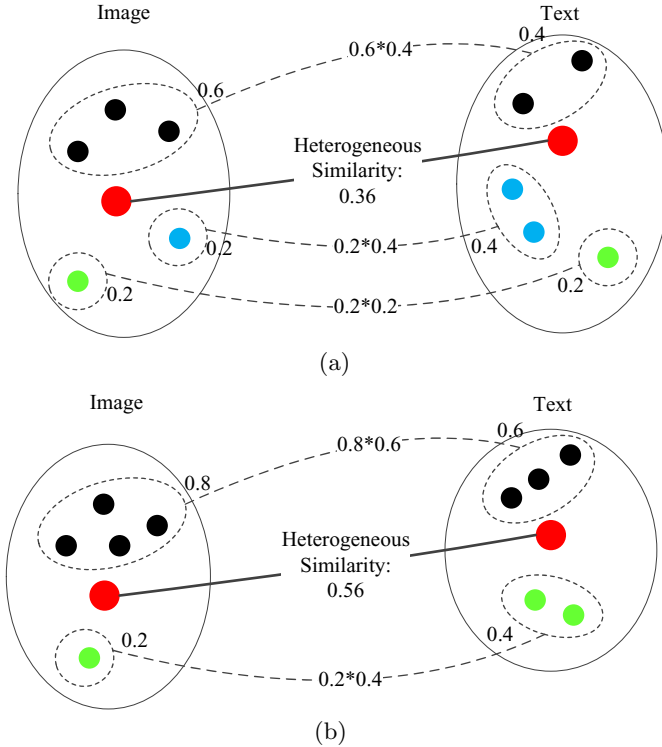 Image
Text
0.4
0.6*0.4
0.6
Heterogeneous
Similarity:
0.36
0.2
0.2*0.4
0.4
0.2
0.2*0.2
0.2
(a)
Image
Text
0.6
0.8*0.6
0.8
Heterogeneous
Similarity:
0.56
0.2
0.4
0.2*0.4
(b)